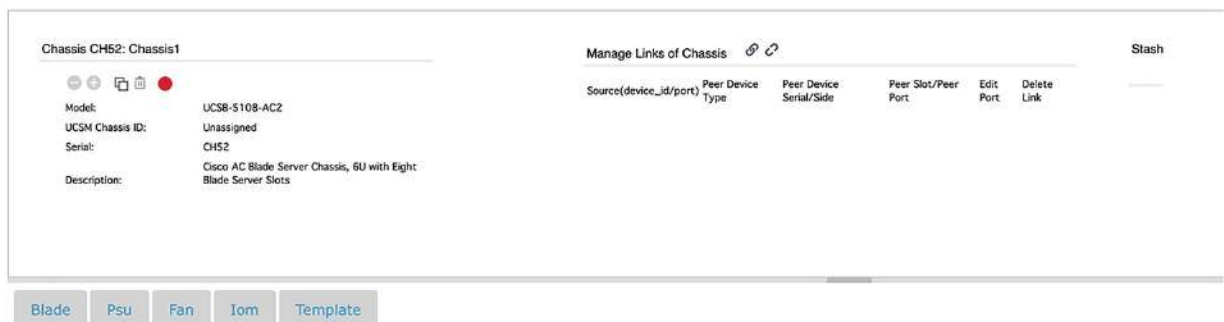 Chassis CH52: Chassis1
Model: UCSB-5108-AC2
UCSM Chassis ID: Unassigned
Serial: CH52
Description: Cisco AC Blade Server Chassis, 6U with Eight
Blade Server Slots
Manage Links of Chassis
Source(device_id/port) Peer Device Peer Device Peer Slot/Peer Edit Delete
Type Serial/Side Port Port Link
Stash
Blade Psu Fan Iom Template